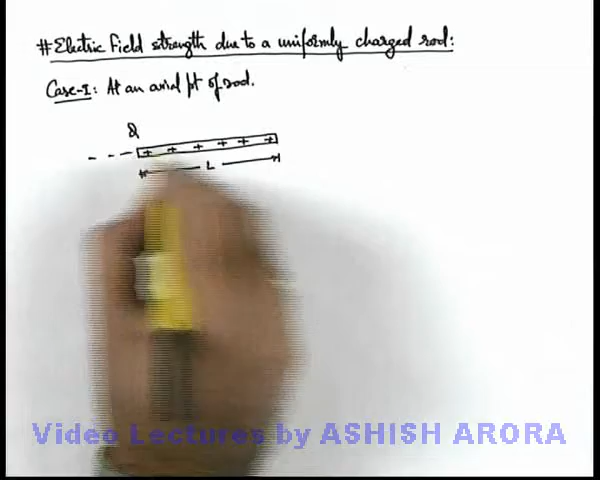 # Electric Field strength due to a uniformly charged rod:
Case-I: At an axial pt of rod.
Q
+ + + + + +
L
Video Lectures by ASHISH ARORA